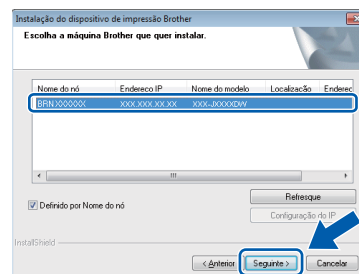 Instalação do dispositivo de impressão Brother
Escolha a máquina Brother que quer instalar.
Nome do nó Endereco IP Nome do modelo Localização Enderec
BRNXXXXXX XXX.XXX.XX.XX XXX-JXXXXDW
Refresque
Definido por Nome do nó
Configuração do IP
InstallShield
< Anterior Seguinte > Cancelar